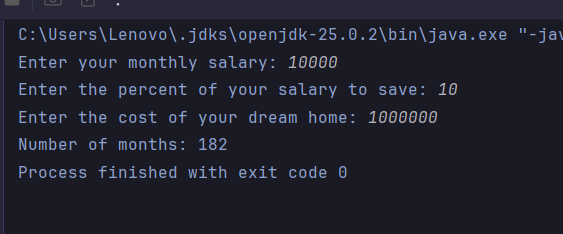 C:\Users\Lenovo\.jdks\openjdk-25.0.2\bin\java.exe "-jav
Enter your monthly salary: 10000
Enter the percent of your salary to save: 10
Enter the cost of your dream home: 1000000
Number of months: 182
Process finished with exit code 0